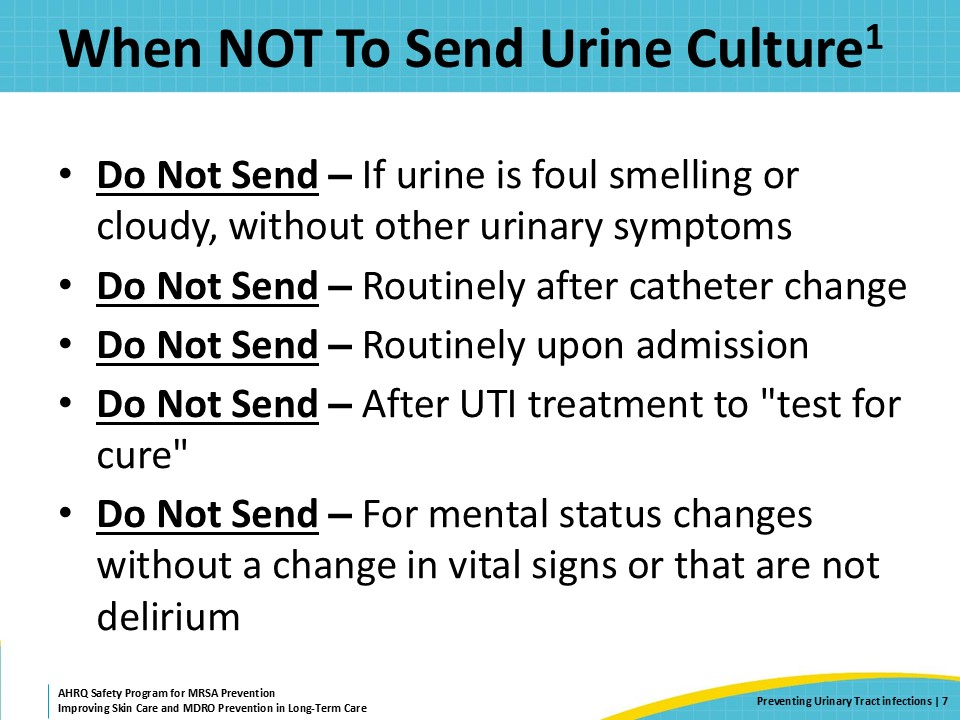 When NOT To Send Urine Culture¹
• Do Not Send – If urine is foul smelling or
cloudy, without other urinary symptoms
• Do Not Send – Routinely after catheter change
• Do Not Send – Routinely upon admission
• Do Not Send – After UTI treatment to "test for
cure"
• Do Not Send – For mental status changes
without a change in vital signs or that are not
delirium
AHRQ Safety Program for MRSA Prevention
Improving Skin Care and MDRO Prevention in Long-Term Care
Preventing Urinary Tract infections | 7